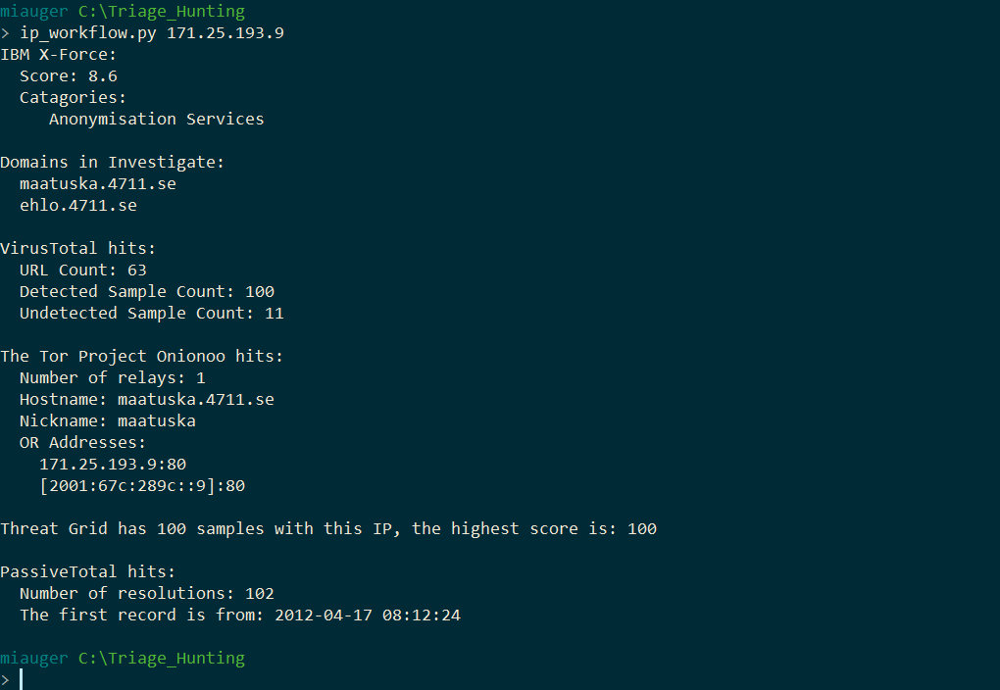 miauger C:\Triage_Hunting
> ip_workflow.py 171.25.193.9
IBM X-Force:
  Score: 8.6
  Catagories:
     Anonymisation Services

Domains in Investigate:
  maatuska.4711.se
  ehlo.4711.se

VirusTotal hits:
  URL Count: 63
  Detected Sample Count: 100
  Undetected Sample Count: 11

The Tor Project Onionoo hits:
  Number of relays: 1
  Hostname: maatuska.4711.se
  Nickname: maatuska
  OR Addresses:
    171.25.193.9:80
    [2001:67c:289c::9]:80

Threat Grid has 100 samples with this IP, the highest score is: 100

PassiveTotal hits:
  Number of resolutions: 102
  The first record is from: 2012-04-17 08:12:24

miauger C:\Triage_Hunting
>